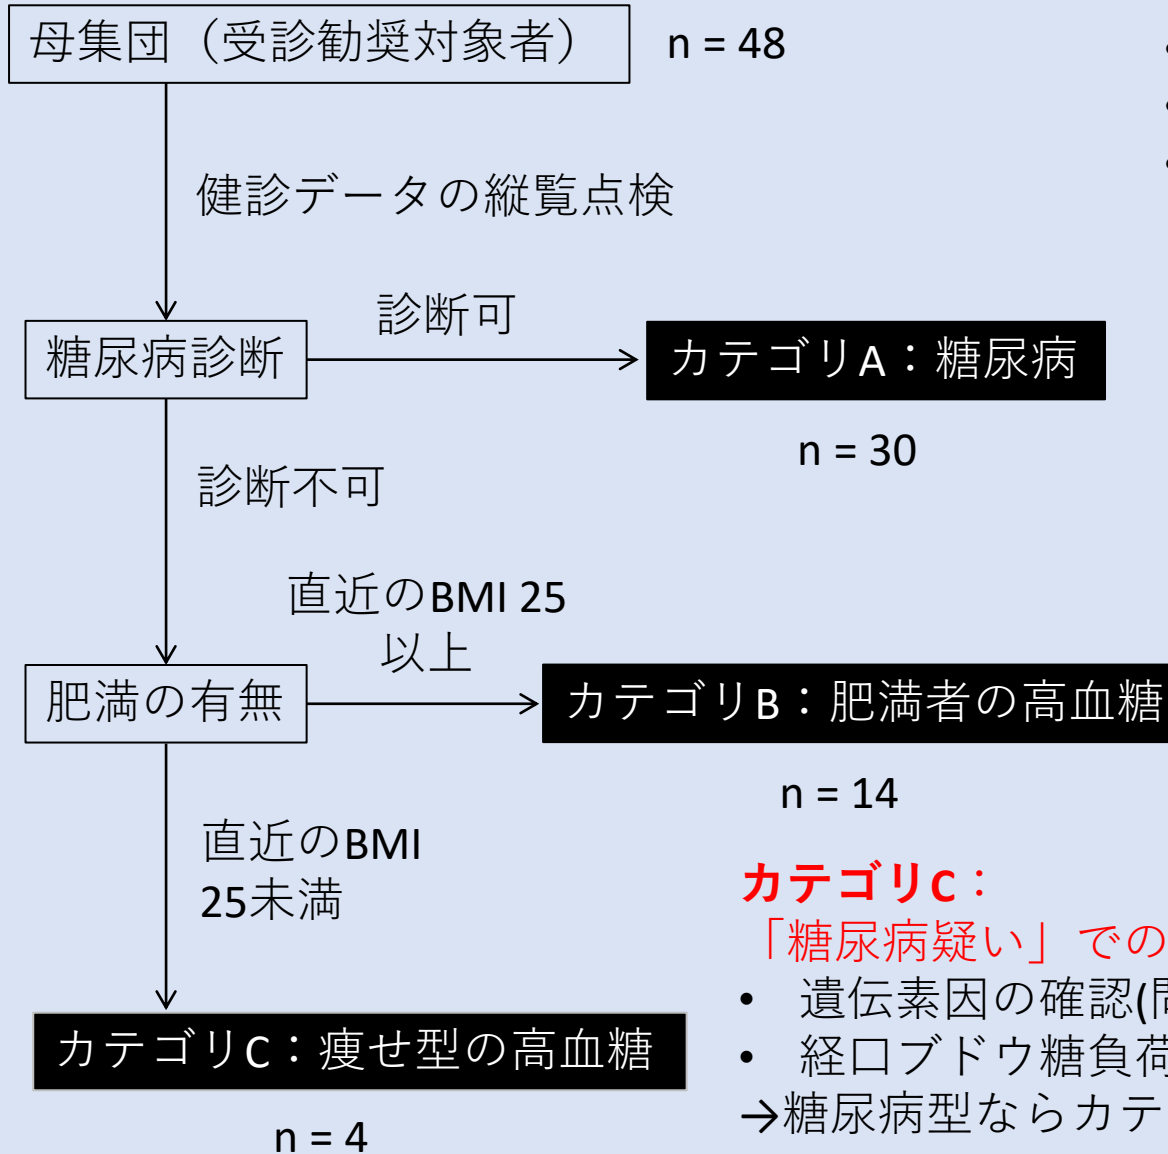 母集団（受診勧奨対象者）
n = 48
健診データの縦覧点検
糖尿病診断
診断可
カテゴリA：糖尿病
n = 30
診断不可
直近のBMI 25
以上
肥満の有無
カテゴリB：肥満者の高血糖
n = 14
直近のBMI
25未満
カテゴリC：痩せ型の高血糖
n = 4
カテゴリC：
「糖尿病疑い」での
• 遺伝素因の確認(
• 経口ブドウ糖負荷
→糖尿病型ならカテ